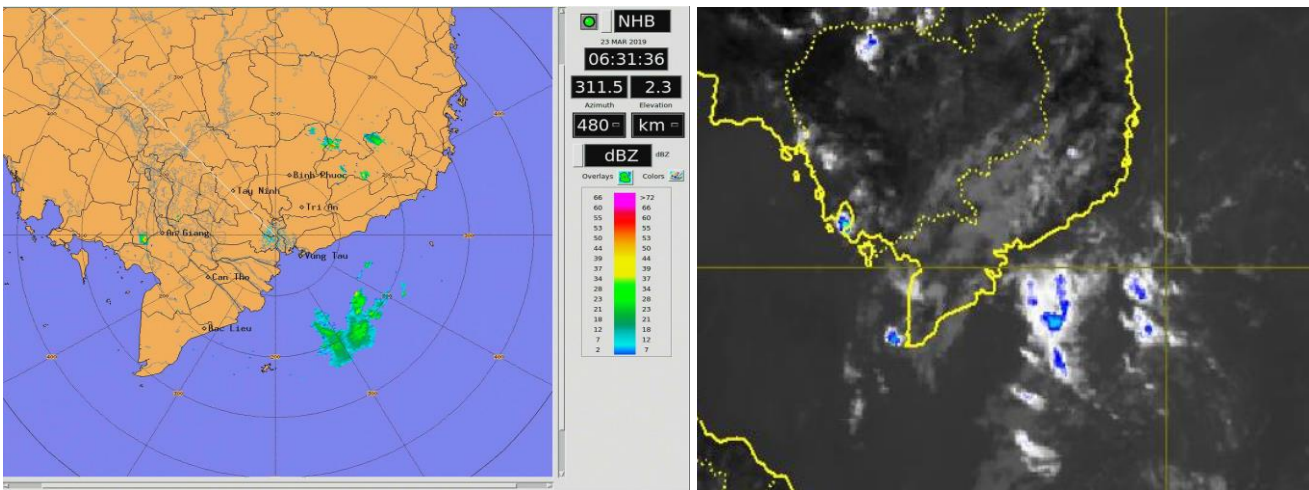 NHB
23 MAR 2019
06:31:36
311.5 2.3
Azimuth Elevation
480 km
dBZ dBZ
Overlays Colors
66 >72
60 66
55 60
53 55
50 53
44 50
39 44
37 39
34 37
28 34
23 28
21 23
18 21
12 18
7 12
2 7
Binh Phuoc
Tay Ninh
Tri An
An Giang
Vung Tau
Can Tho
Bac Lieu